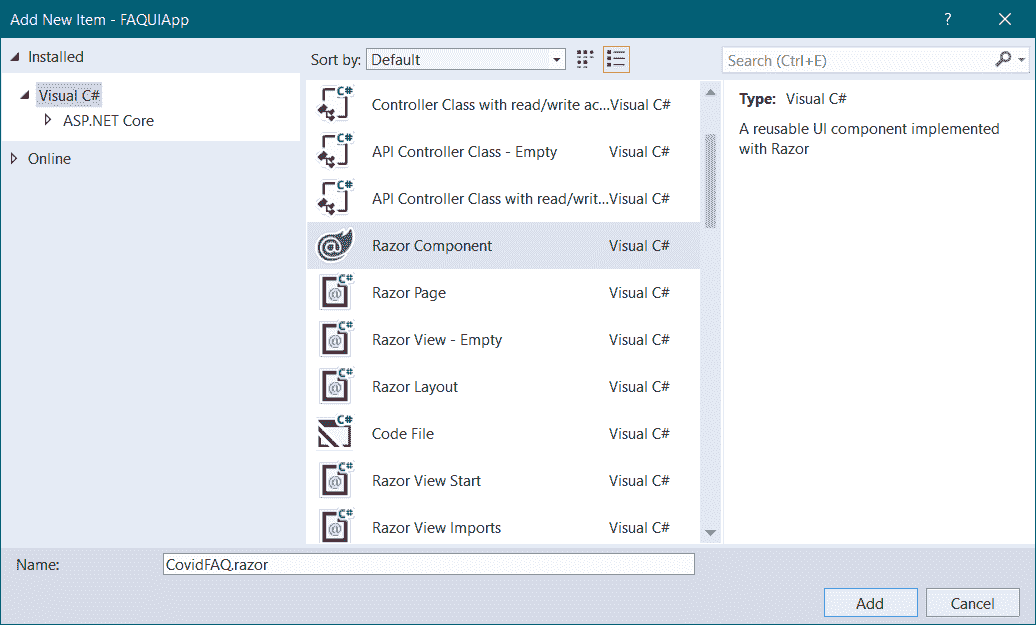 Add New Item - FAQUIApp
?
Installed
Visual C#
ASP.NET Core
Online
Sort by: Default
Search (Ctrl+E)
Controller Class with read/write ac...Visual C#
API Controller Class - Empty Visual C#
API Controller Class with read/writ...Visual C#
Razor Component Visual C#
Razor Page Visual C#
Razor View - Empty Visual C#
Razor Layout Visual C#
Code File Visual C#
Razor View Start Visual C#
Razor View Imports Visual C#
Type: Visual C#
A reusable UI component implemented
with Razor
Name: CovidFAQ.razor
Add Cancel